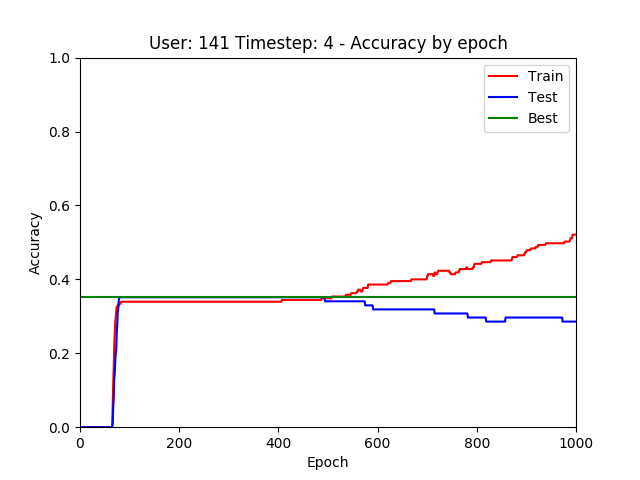 User: 141 Timestep: 4 - Accuracy by epoch
Train
Test
Best
Accuracy
1.0
0.8
0.6
0.4
0.2
0.0
0 200 400 600 800 1000
Epoch